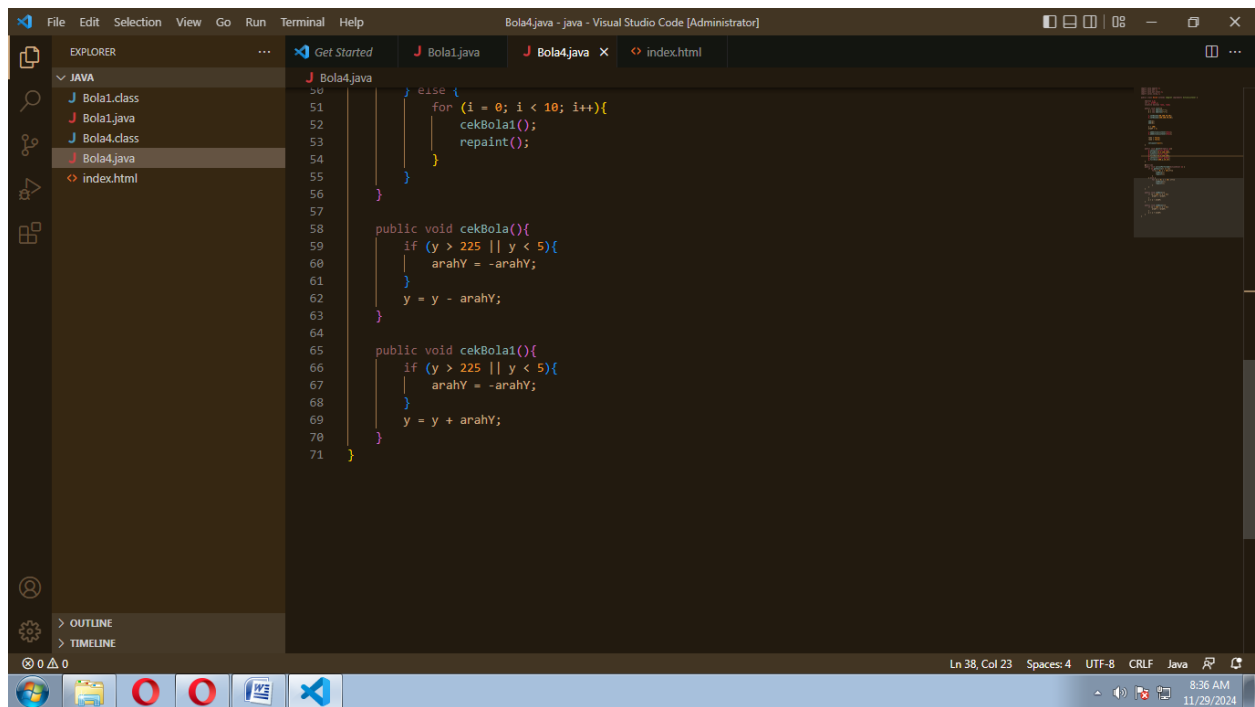 File Edit Selection View Go Run Terminal Help Bola4.java - java - Visual Studio Code [Administrator]
EXPLORER ...
JAVA
Bola1.class
Bola1.java
Bola4.class
Bola4.java
index.html
OUTLINE
TIMELINE
Get Started J Bola1.java J Bola4.java index.html
J Bola4.java
50 } else {
51 for (i = 0; i < 10; i++){
52 cekBola1();
53 repaint();
54 }
55 }
56 }
57
58 public void cekBola(){
59 if (y > 225 || y < 5){
60 arahY = -arahY;
61 }
62 y = y - arahY;
63 }
64
65 public void cekBola1(){
66 if (y > 225 || y < 5){
67 arahY = -arahY;
68 }
69 y = y + arahY;
70 }
71 }
0 0 Ln 38, Col 23 Spaces: 4 UTF-8 CRLF Java
8:36 AM
11/29/2024